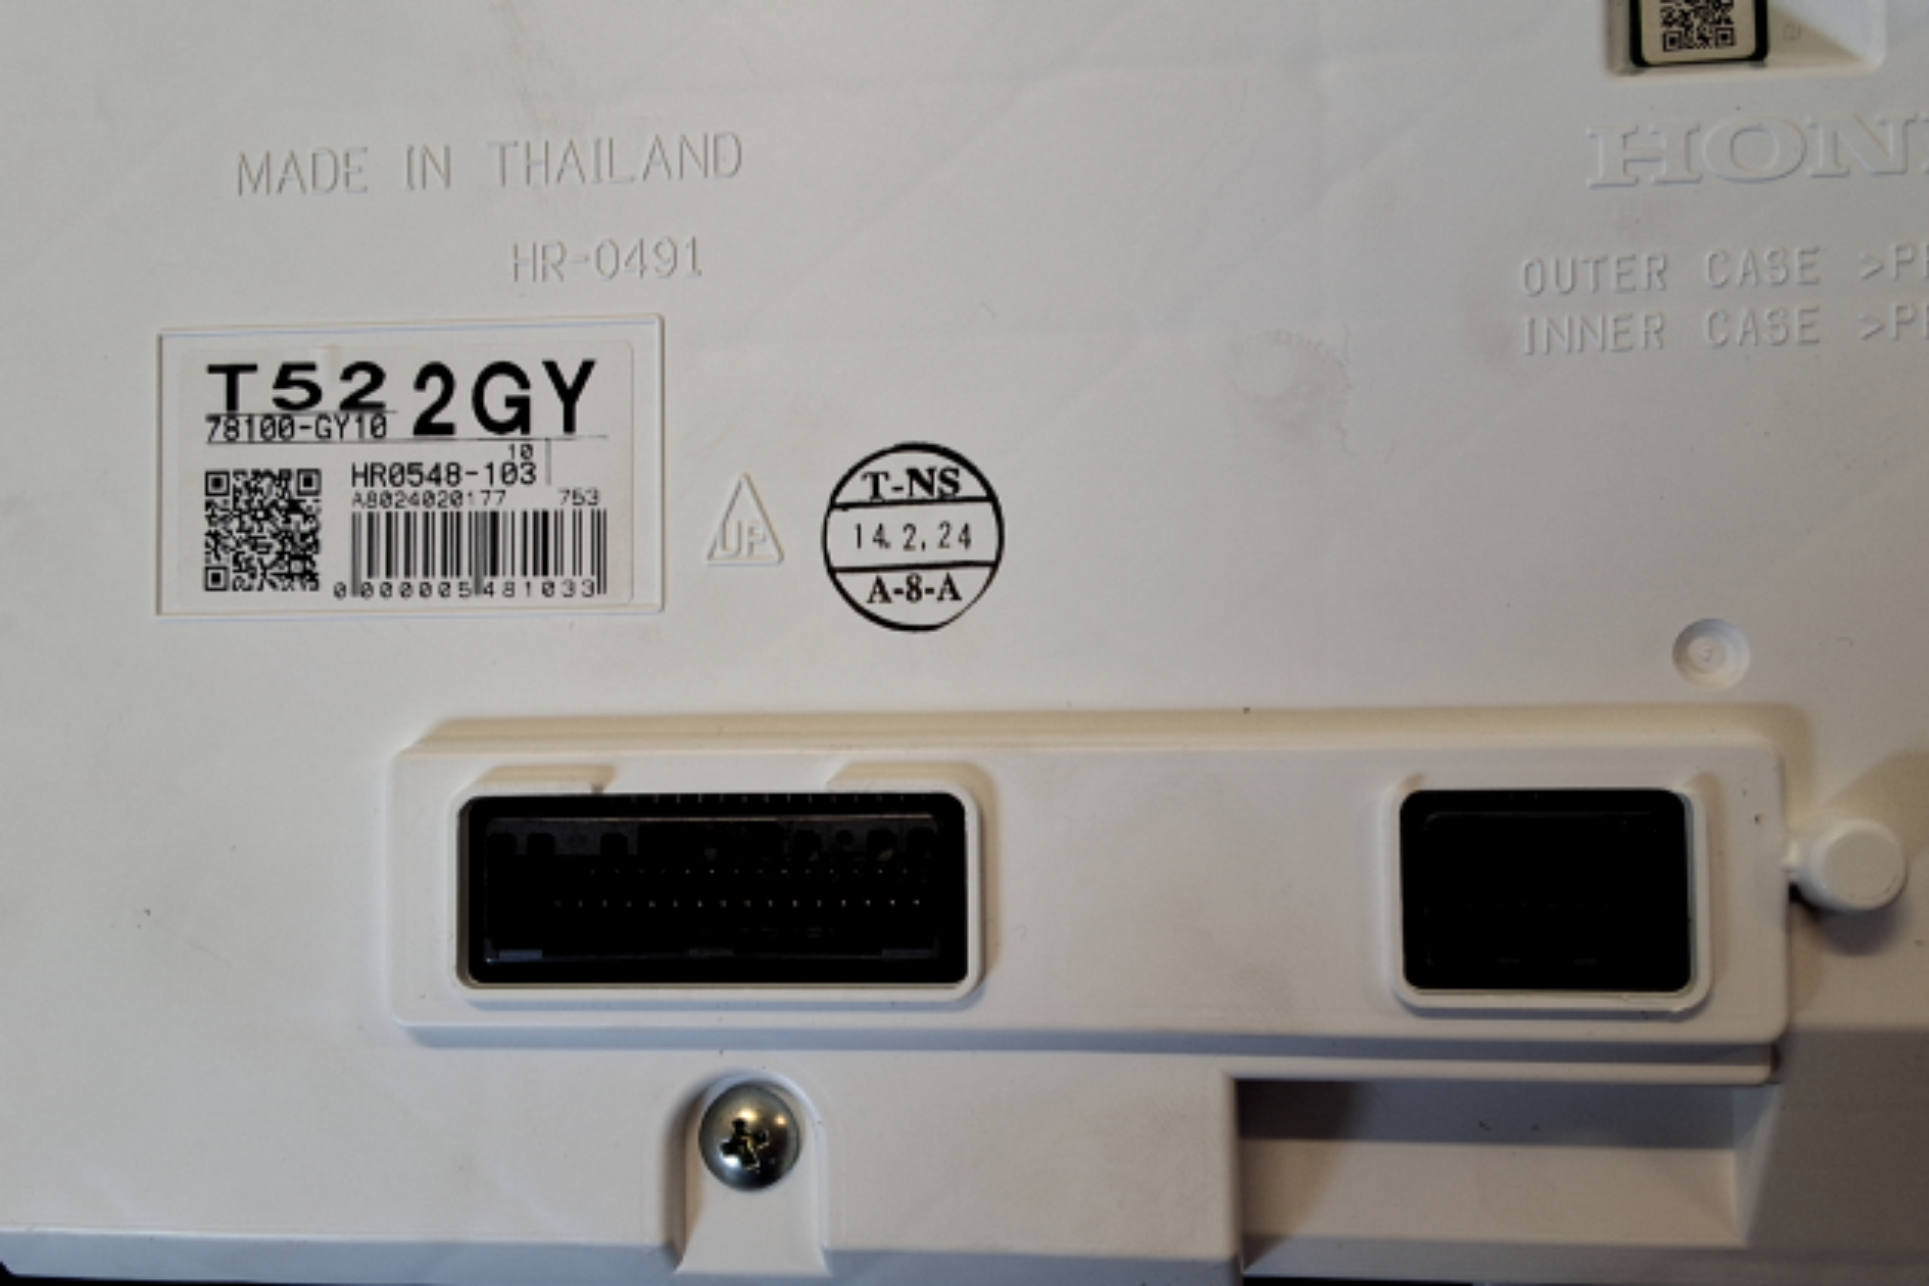 HON
MADE IN THAILAND
HR-0491
OUTER CASE >P
INNER CASE >P
T52 2GY
78100-GY10
10
HR0548-103
A8024020177 753
0000005481033
UP
T-NS
14.2.24
A-8-A